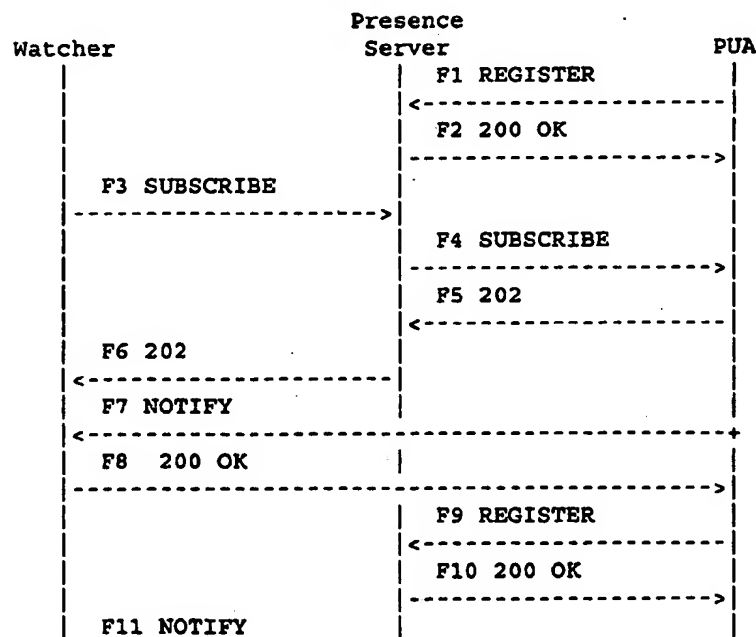 Presence
Watcher Server PUA
F1 REGISTER
F2 200 OK
F3 SUBSCRIBE
F4 SUBSCRIBE
F5 202
F6 202
F7 NOTIFY
F8 200 OK
F9 REGISTER
F10 200 OK
F11 NOTIFY